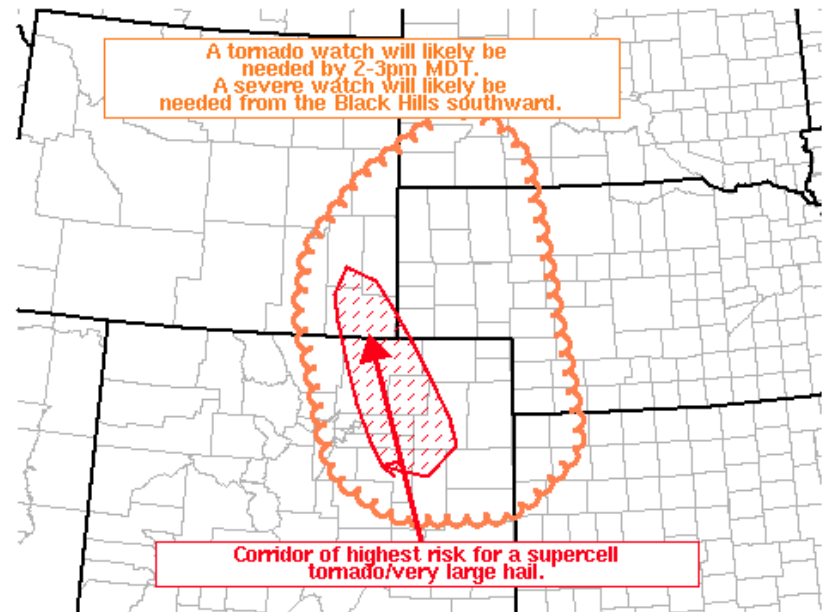 A tornado watch will likely be
needed by 2-3pm MDT.
A severe watch will likely be
needed from the Black Hills southward.
Corridor of highest risk for a supercell
tornado/very large hail.